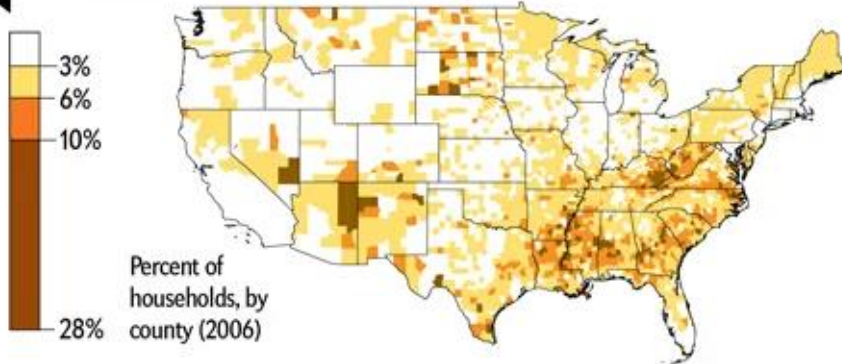 3%
6%
10%
28%
Percent of
households, by
county (2006)